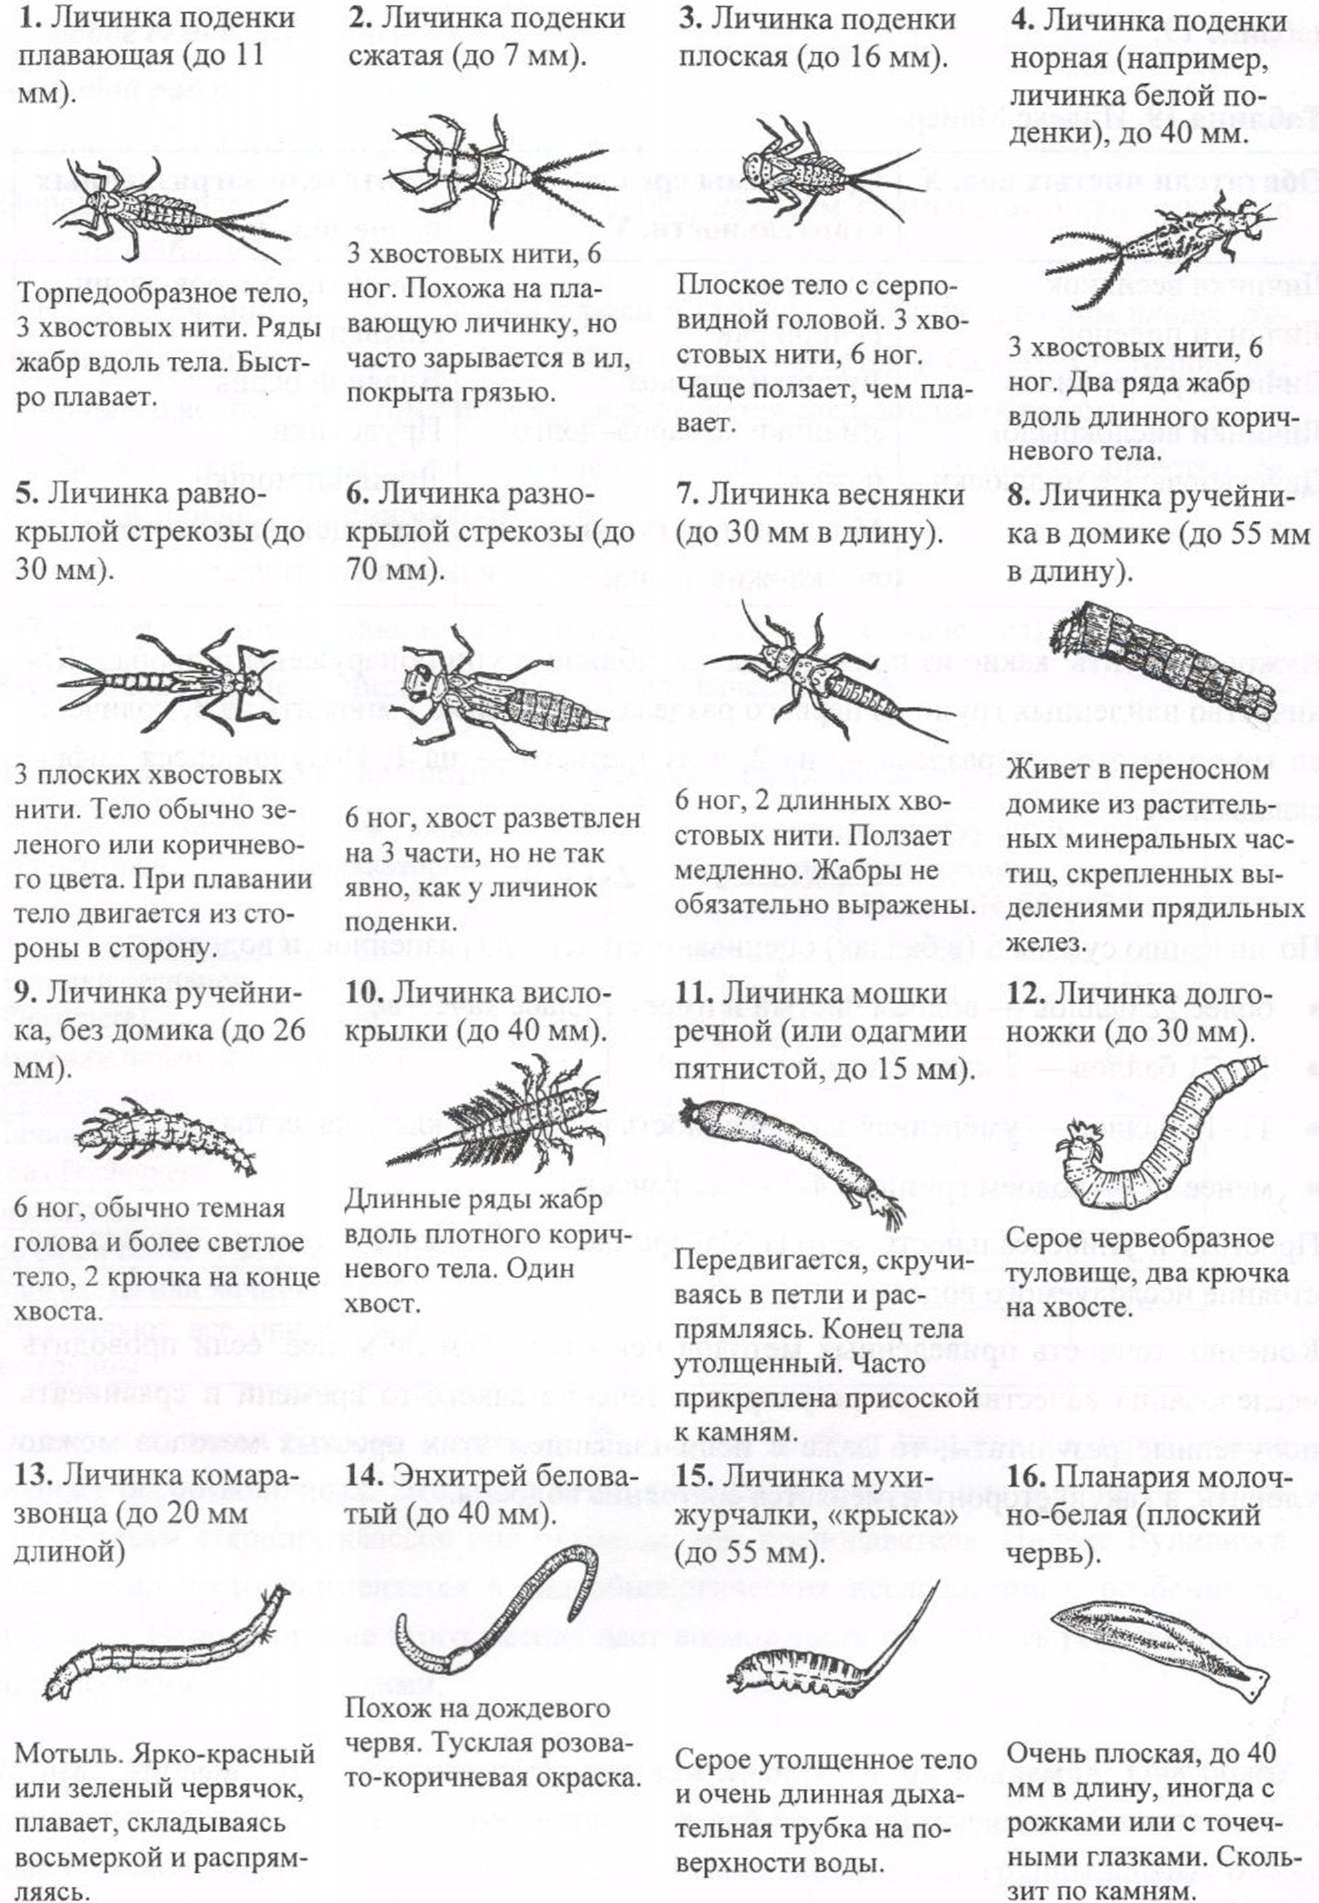 1. Личинка поденки
плавающая (до 11
мм).
Торпедообразное тело,
3 хвостовых нити. Ряды
жабр вдоль тела. Быст-
ро плавает.
2. Личинка поденки
сжатая (до 7 мм).
3 хвостовых нити, 6
ног. Похожа на пла-
вающую личинку, но
часто зарывается в ил,
покрыта грязью.
3. Личинка поденки
плоская (до 16 мм).
Плоское тело с серпо-
видной головой. 3 хво-
стовых нити, 6 ног.
Чаще ползает, чем пла-
вает.
4. Личинка поденки
норная (например,
личинка белой по-
денки), до 40 мм.
3 хвостовых нити, 6
ног. Два ряда жабр
вдоль длинного корич-
невого тела.
5. Личинка равно-
крылой стрекозы (до
30 мм).
3 плоских хвостовых
нити. Тело обычно зе-
леного или коричнево-
го цвета. При плавании
тело двигается из сто-
роны в сторону.
6. Личинка разно-
крылой стрекозы (до
70 мм).
6 ног, хвост разветвлен
на 3 части, но не так
явно, как у личинок
поденки.
7. Личинка веснянки
(до 30 мм в длину).
6 ног, 2 длинных хво-
стовых нити. Ползает
медленно. Жабры не
обязательно выражены.
8. Личинка ручейни-
ка в домике (до 55 мм
в длину).
Живет в переносном
домике из раститель-
ных минеральных час-
тиц, скрепленных вы-
делениями прядильных
желез.
9. Личинка ручейни-
ка, без домика (до 26
мм).
6 ног, обычно темная
голова и более светлое
тело, 2 крючка на конце
хвоста.
10. Личинка висло-
крылки (до 40 мм).
Длинные ряды жабр
вдоль плотного корич-
невого тела. Один
хвост.
11. Личинка мошки
речной (или одагмии
пятнистой, до 15 мм).
Передвигается, скручи-
ваясь в петли и рас-
прямляясь. Конец тела
утолщенный. Часто
прикреплена присоской
к камням.
12. Личинка долго-
ножки (до 30 мм).
Серое червеобразное
туловище, два крючка
на хвосте.
13. Личинка комара-
звонца (до 20 мм
длиной)
Мотыль. Ярко-красный
или зеленый червячок,
плавает, складываясь
восьмеркой и распрям-
ляясь.
14. Энхитрей белова-
тый (до 40 мм).
Похож на дождевого
червя. Тусклая розова-
то-коричневая окраска.
15. Личинка мухи-
журчалки, «крыска»
(до 55 мм).
Серое утолщенное тело
и очень длинная дыха-
тельная трубка на по-
верхности воды.
16. Планария молоч-
но-белая (плоский
червь).
Очень плоская, до 40
мм в длину, иногда с
рожками или с точеч-
ными глазками. Сколь-
зит по камням.